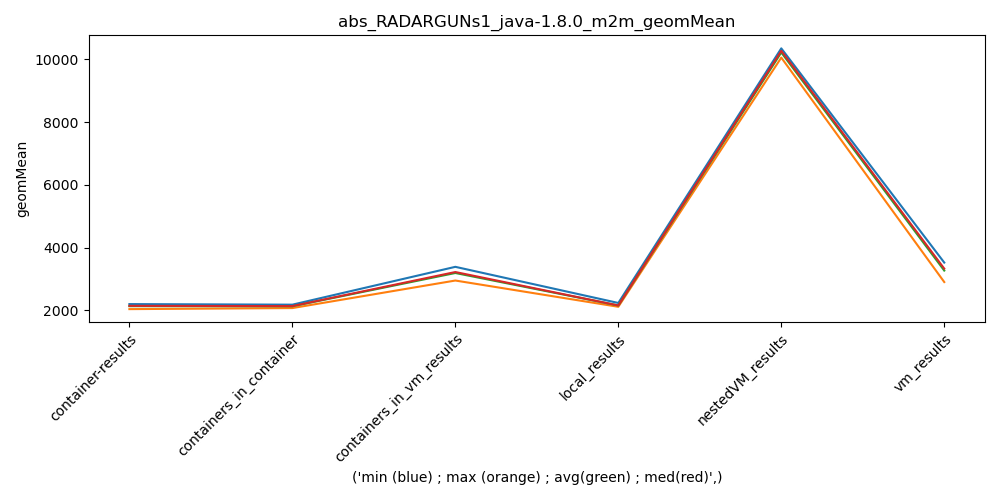 abs_RADARGUNs1_java-1.8.0_m2m_geomMean
geomMean
10000
8000
6000
4000
2000
container-results
containers_in_container
containers_in_vm_results
local_results
nestedVM_results
vm_results
('min (blue) ; max (orange) ; avg(green) ; med(red)',)